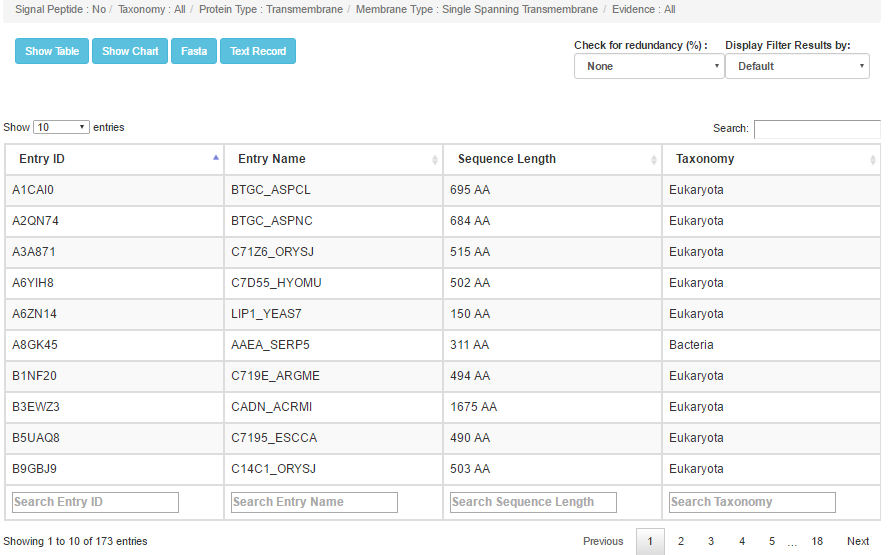 Signal Peptide : No / Taxonomy : All / Protein Type : Transmembrane / Membrane Type : Single Spanning Transmembrane / Evidence : All
Show Table Show Chart Fasta Text Record
Check for redundancy (%) : Display Filter Results by:
None Default
Show 10 entries Search:
Entry ID Entry Name Sequence Length Taxonomy
A1CAI0 BTGC_ASPCL 695 AA Eukaryota
A2QN74 BTGC_ASPNC 684 AA Eukaryota
A3A871 C71Z6_ORYSJ 515 AA Eukaryota
A6YIH8 C7D55_HYOMU 502 AA Eukaryota
A6ZN14 LIP1_YEAS7 150 AA Eukaryota
A8GK45 AAEA_SERP5 311 AA Bacteria
B1NF20 C719E_ARGME 494 AA Eukaryota
B3EWZ3 CADN_ACRMI 1675 AA Eukaryota
B5UAQ8 C7195_ESCCA 490 AA Eukaryota
B9GBJ9 C14C1_ORYSJ 503 AA Eukaryota
Search Entry ID Search Entry Name Search Sequence Length Search Taxonomy
Showing 1 to 10 of 173 entries Previous 1 2 3 4 5 ... 18 Next